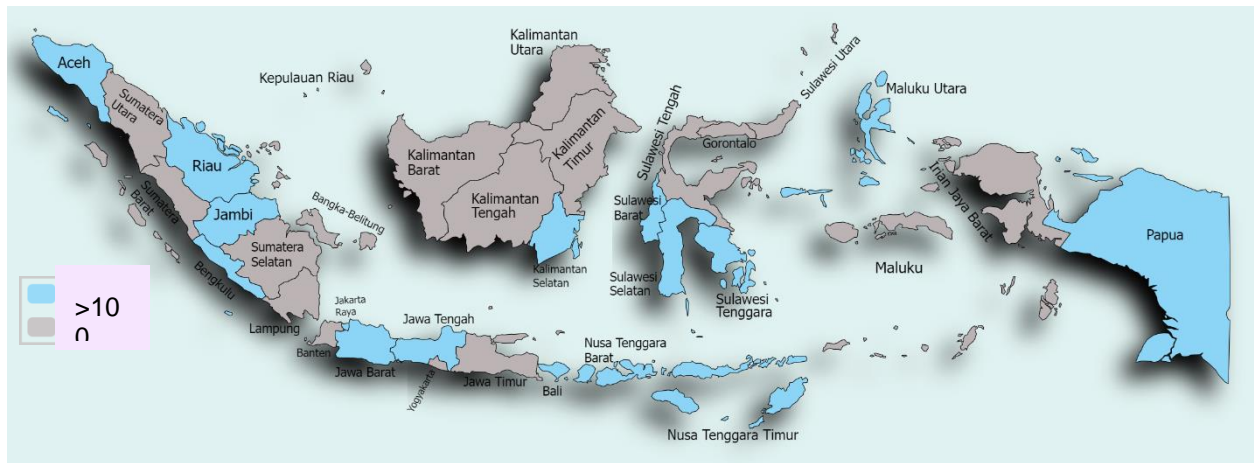 Aceh
Sumatera
Utara
Kepulauan Riau
Riau
Sumatera
Barat
Jambi
Bangka-Belitung
Sumatera
Selatan
Bengkulu
Lampung
Kalimantan
Utara
Kalimantan
Barat
Kalimantan
Timur
Kalimantan
Tengah
Kalimantan
Selatan
Sulawesi Tengah
Sulawesi Utara
Gorontalo
Sulawesi
Barat
Sulawesi
Selatan
Sulawesi
Tenggara
Maluku Utara
Maluku
Irian Jaya Barat
Papua
Jakarta
Raya
Banten
Jawa Barat
Jawa Tengah
Yogyakarta
Jawa Timur
Bali
Nusa Tenggara
Barat
Nusa Tenggara Timur
>10
0